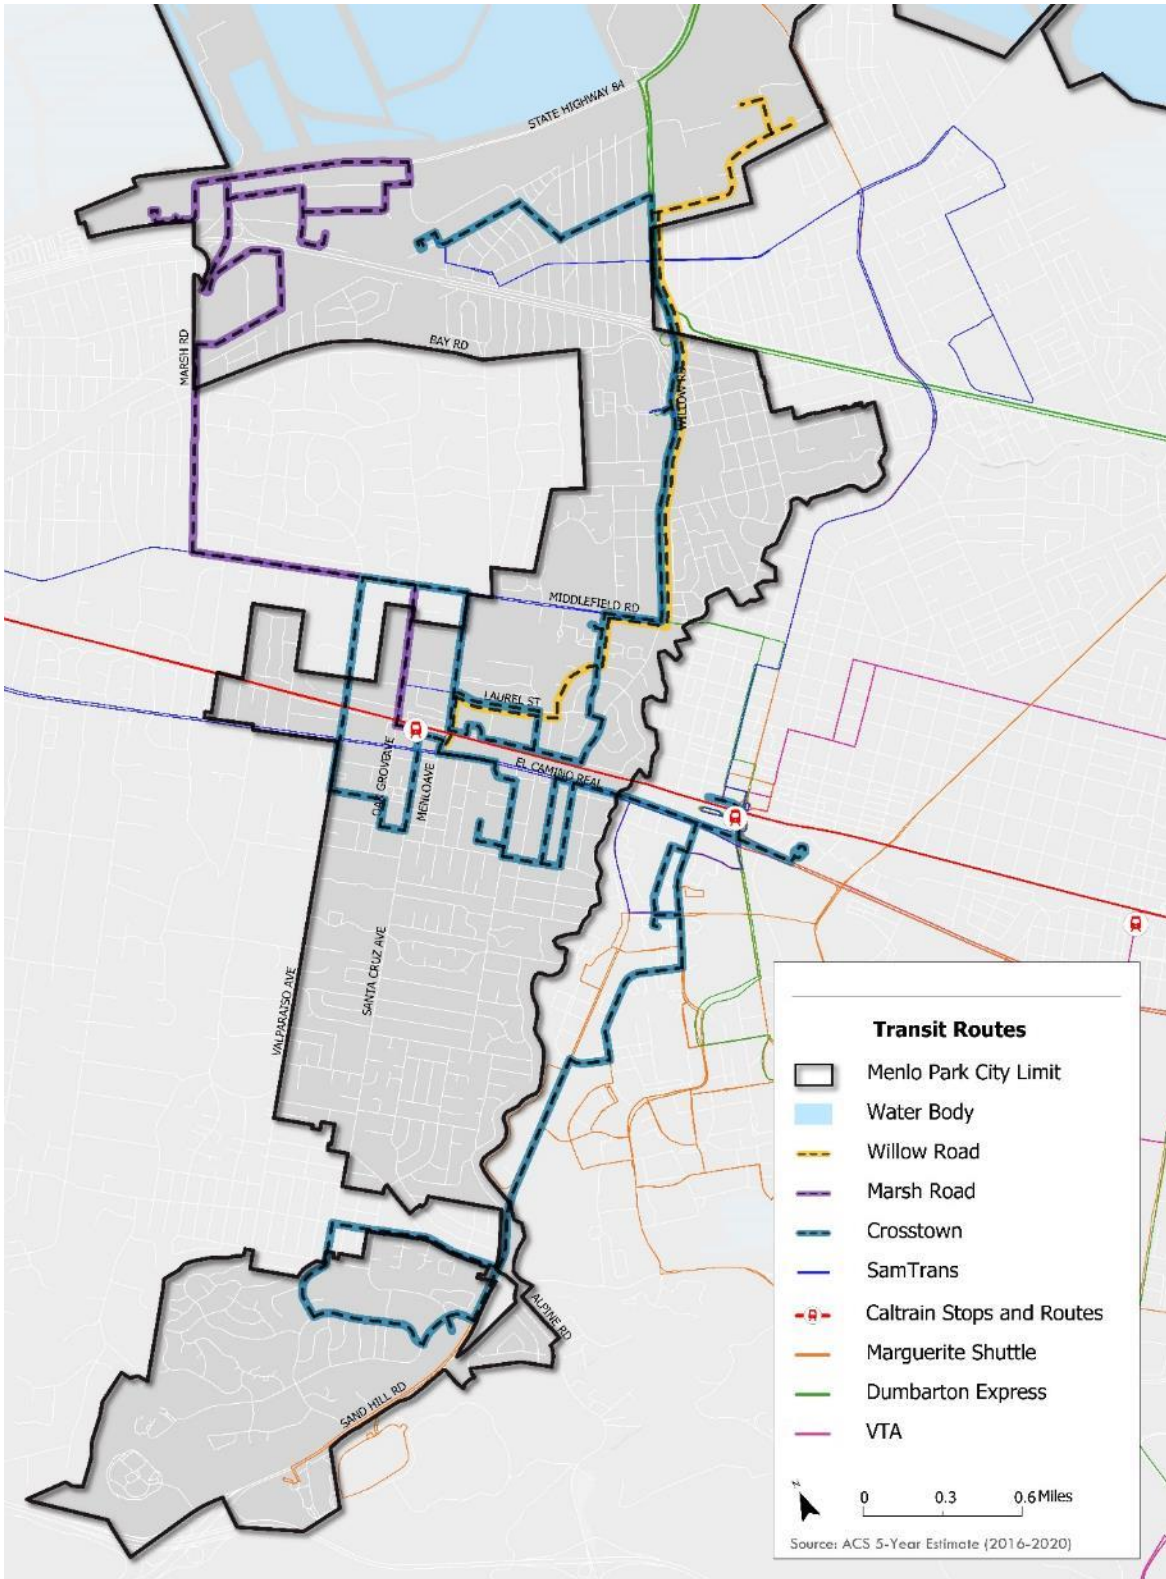 STATE HIGHWAY 84
MARSH RD
BAY RD
WILLOW RD
MIDDLEFIELD RD
LAUREL ST
EL CAMINO REAL
OAK GROVE AVE
MENLO AVE
SANTA CRUZ AVE
VALPARAISO AVE
ALPINE RD
SAND HILL RD
Transit Routes
Menlo Park City Limit
Water Body
Willow Road
Marsh Road
Crosstown
SamTrans
Caltrain Stops and Routes
Marguerite Shuttle
Dumbarton Express
VTA
N
0 0.3 0.6 Miles
Source: ACS 5-Year Estimate (2016-2020)